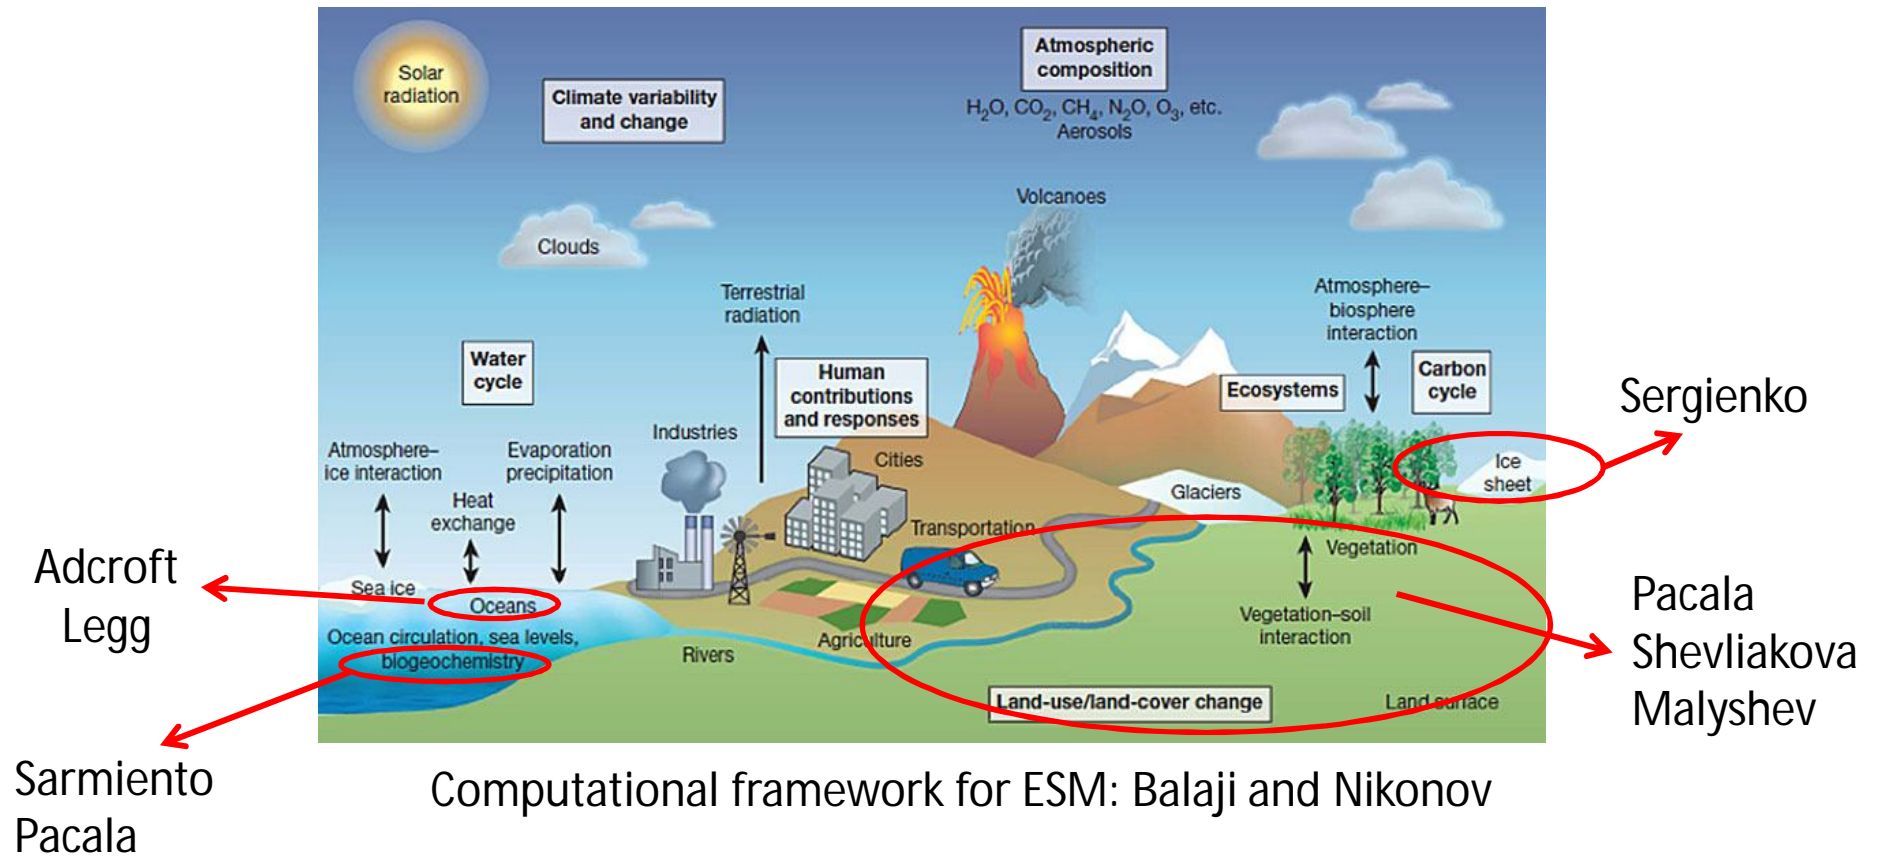 Solar
radiation
Climate variability
and change
Atmospheric
composition
H₂O, CO₂, CH₄, N₂O, O₃, etc.
Aerosols
Volcanoes
Clouds
Terrestrial
radiation
Atmosphere–
biosphere
interaction
Water
cycle
Human
contributions
and responses
Ecosystems
Carbon
cycle
Sergienko
Industries
Atmosphere–
ice interaction
Evaporation
precipitation
Heat
exchange
Cities
Glaciers
Ice
sheet
Transportation
Vegetation
Adcroft
Legg
Sea ice
Oceans
Ocean circulation, sea levels,
biogeochemistry
Rivers
Agriculture
Vegetation–soil
interaction
Pacala
Shevliakova
Malyshev
Land-use/land-cover change
Land surface
Sarmiento
Pacala
Computational framework for ESM: Balaji and Nikonov